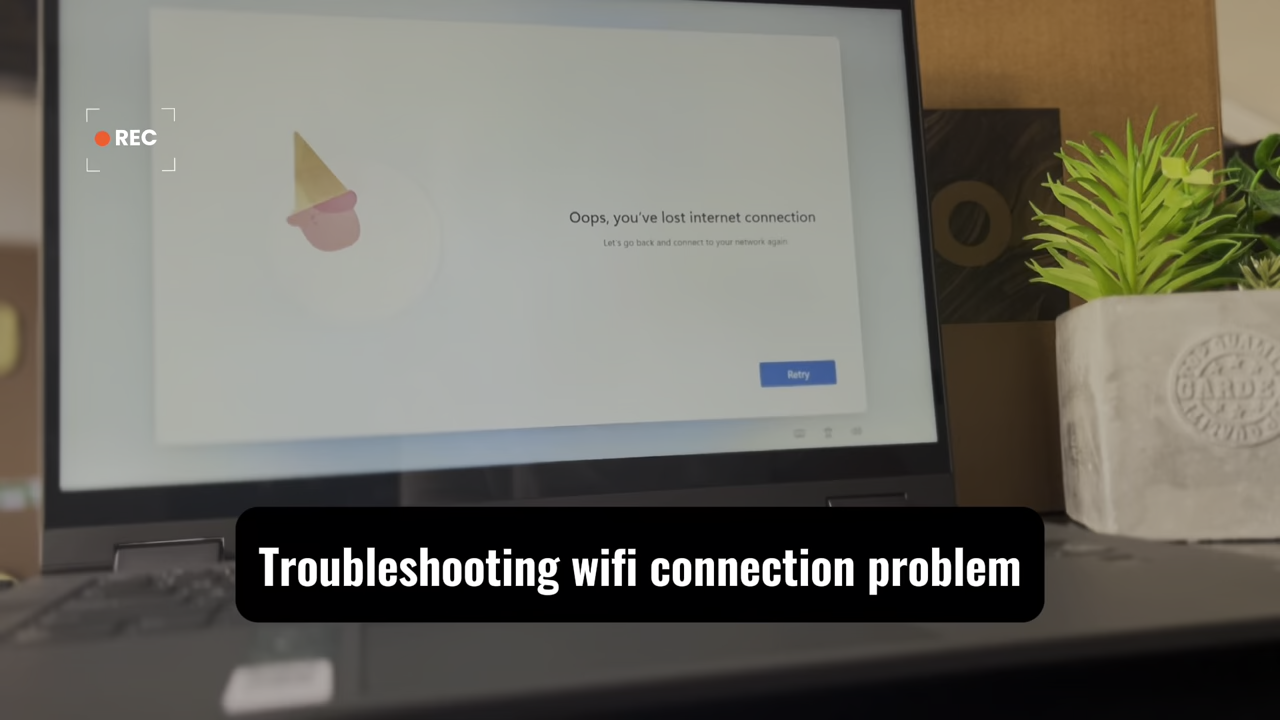 REC
Oops, you've lost internet connection
Let's go back and connect to your network again
Retry
GARDE
Troubleshooting wifi connection problem